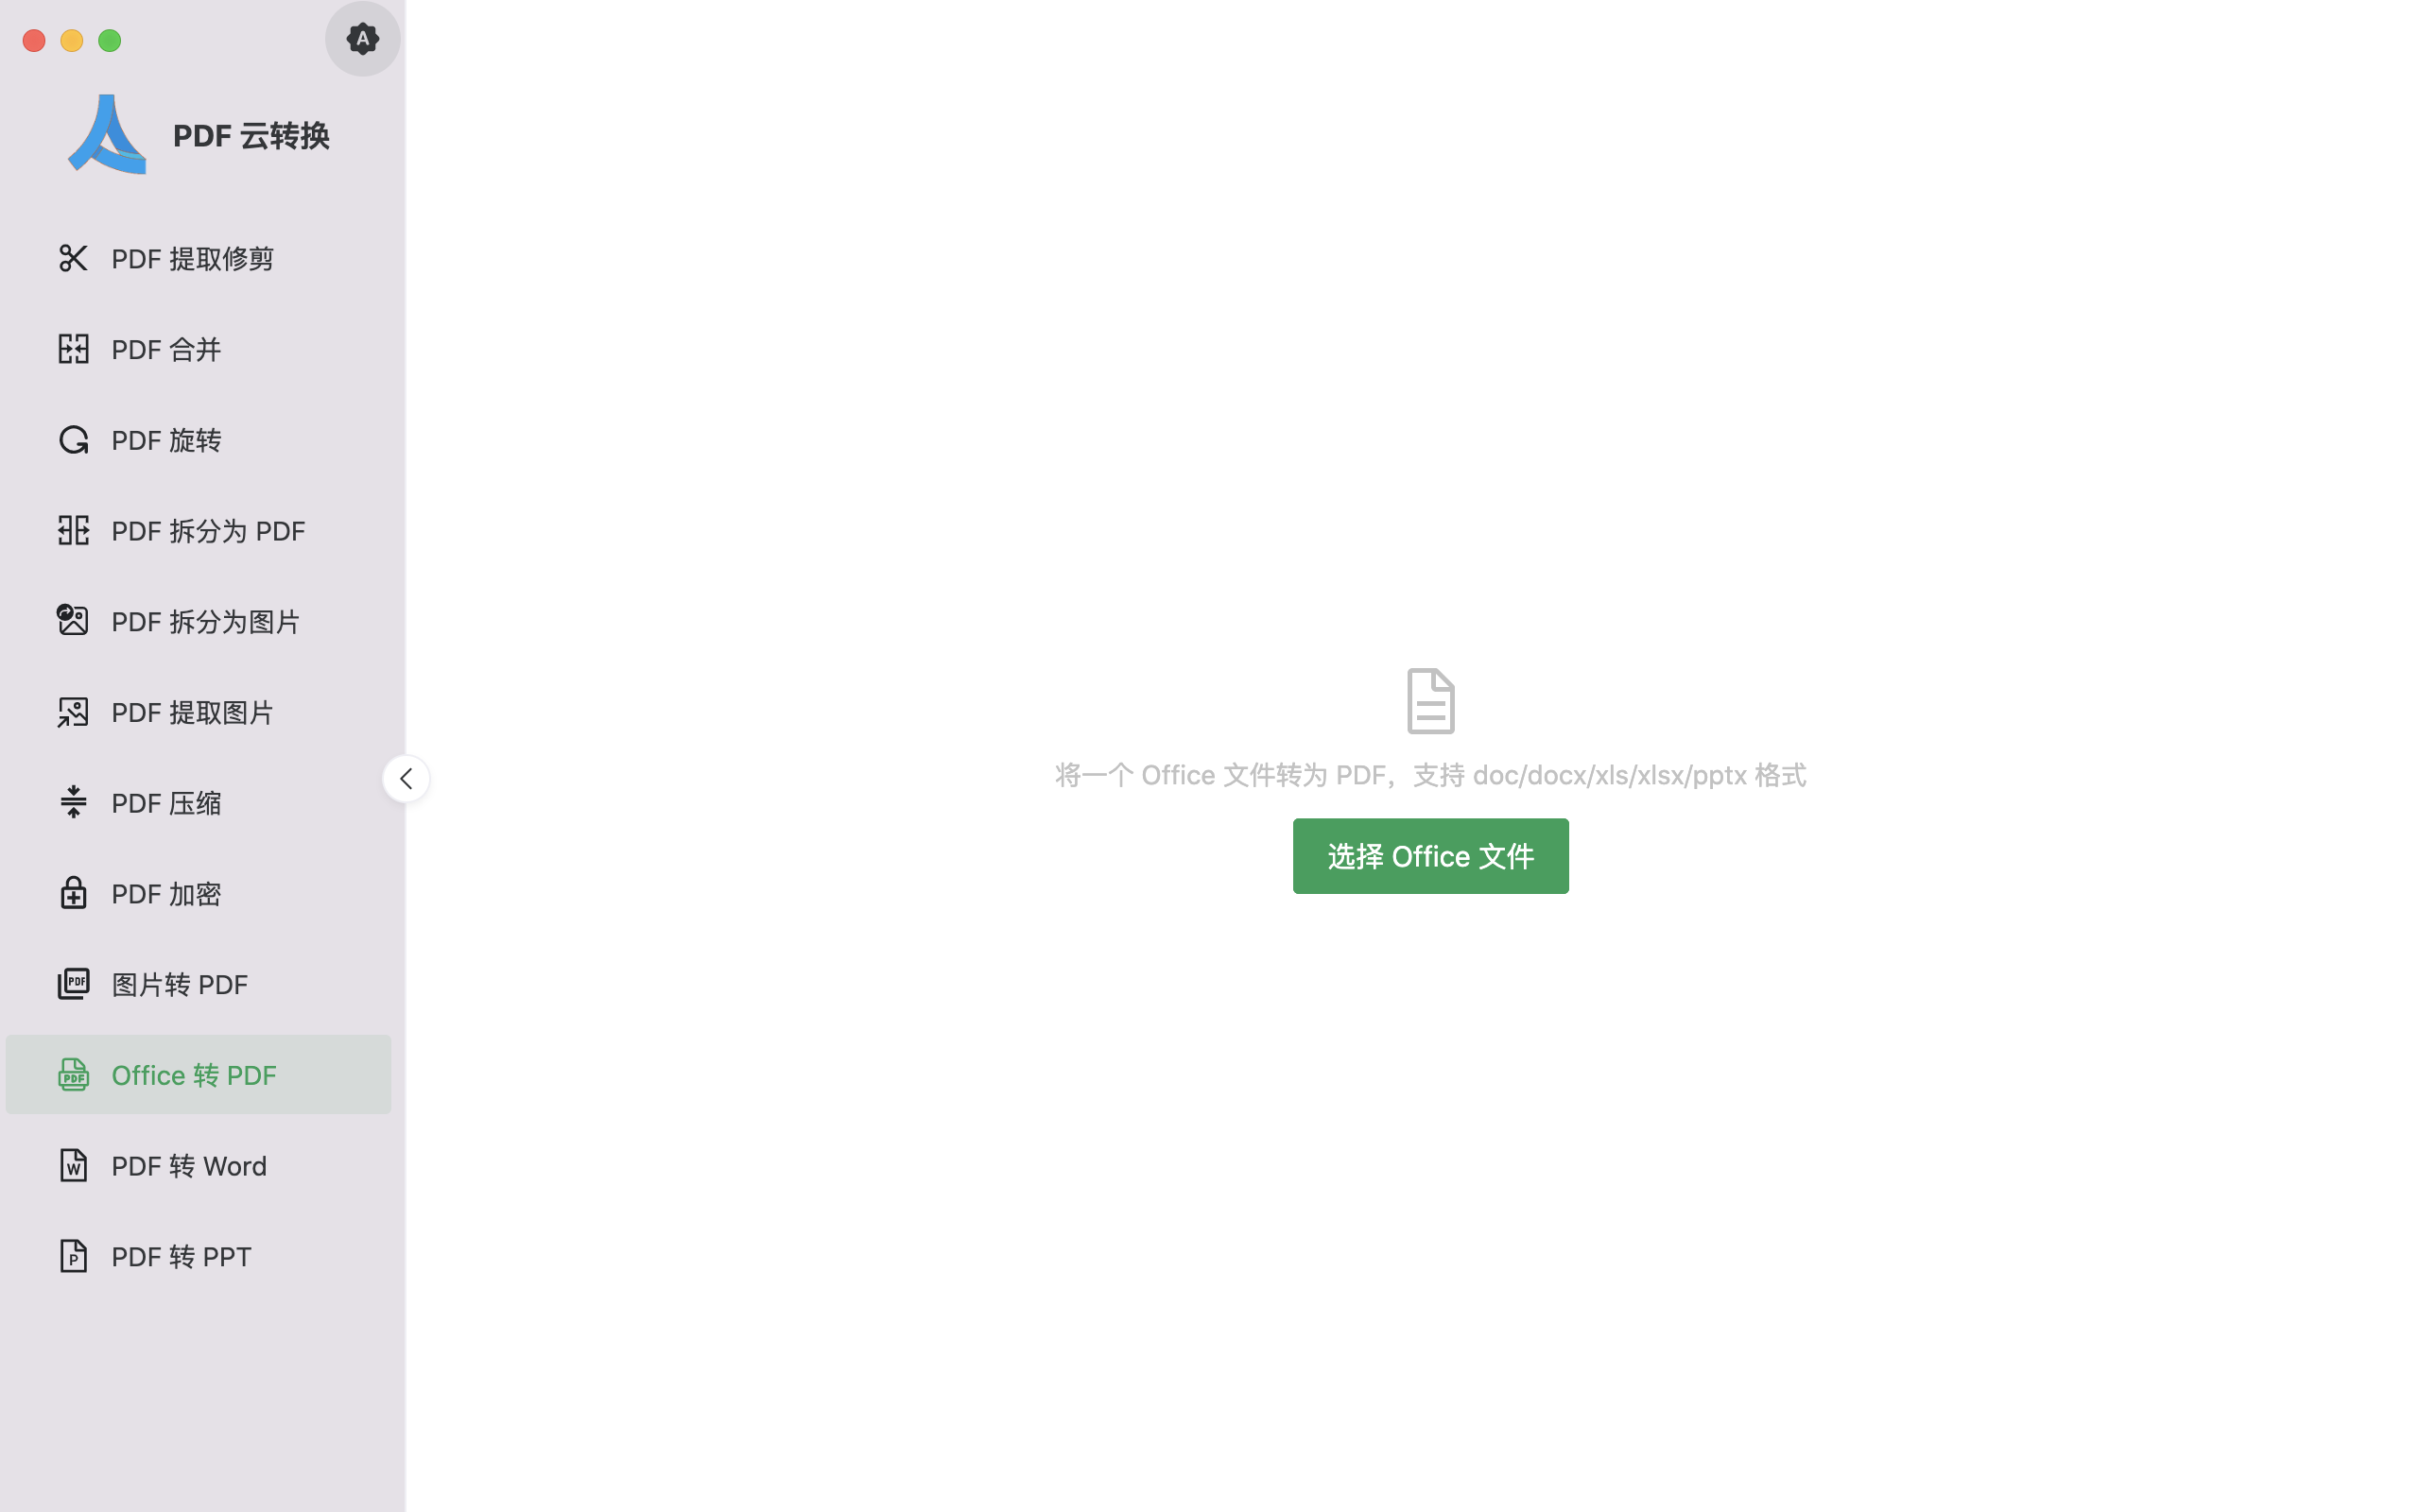 A
PDF 云转换
PDF 提取修剪
PDF 合并
PDF 旋转
PDF 拆分为 PDF
PDF 拆分为图片
PDF 提取图片
PDF 压缩
PDF 加密
PDF
图片转 PDF
PDF
Office 转 PDF
W
PDF 转 Word
P
PDF 转 PPT
将一个 Office 文件转为 PDF，支持 doc/docx/xls/xlsx/pptx 格式
选择 Office 文件